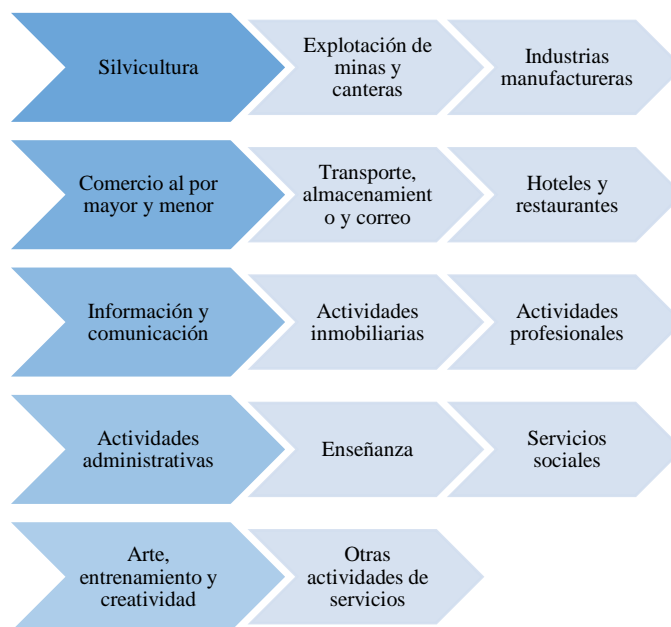 Silvicultura
Explotación de
minas y
canteras
Industrias
manufactureras
Comercio al por
mayor y menor
Transporte,
almacenamient
o y correo
Hoteles y
restaurantes
Información y
comunicación
Actividades
inmobiliarias
Actividades
profesionales
Actividades
administrativas
Enseñanza
Servicios
sociales
Arte,
entrenamiento y
creatividad
Otras
actividades de
servicios